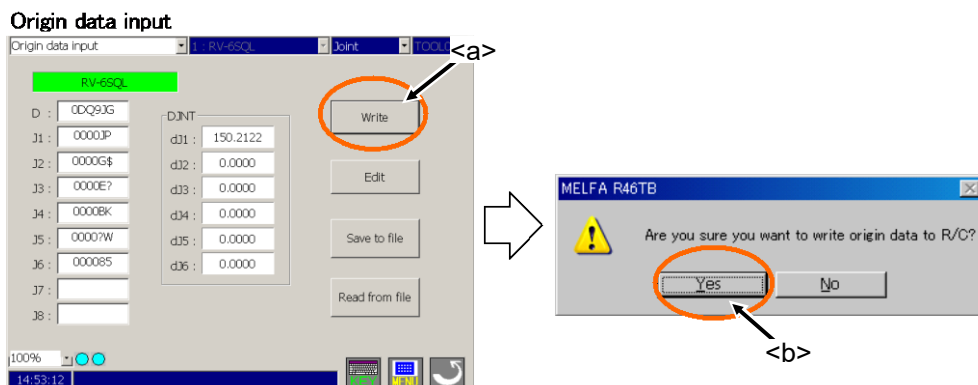 Origin data input
Origin data input 1 : RV-6SQL Joint TOOL
<a>
RV-6SQL
D : 0DQ9JG
J1 : 0000JP
J2 : 0000G$
J3 : 0000E?
J4 : 0000BK
J5 : 0000?W
J6 : 000085
J7 :
J8 :
DJNT
dJ1 : 150.2122
dJ2 : 0.0000
dJ3 : 0.0000
dJ4 : 0.0000
dJ5 : 0.0000
dJ6 : 0.0000
Write
Edit
Save to file
Read from file
100%
14:53:12
KEY MENU
MELFA R46TB
Are you sure you want to write origin data to R/C?
Yes No
<b>